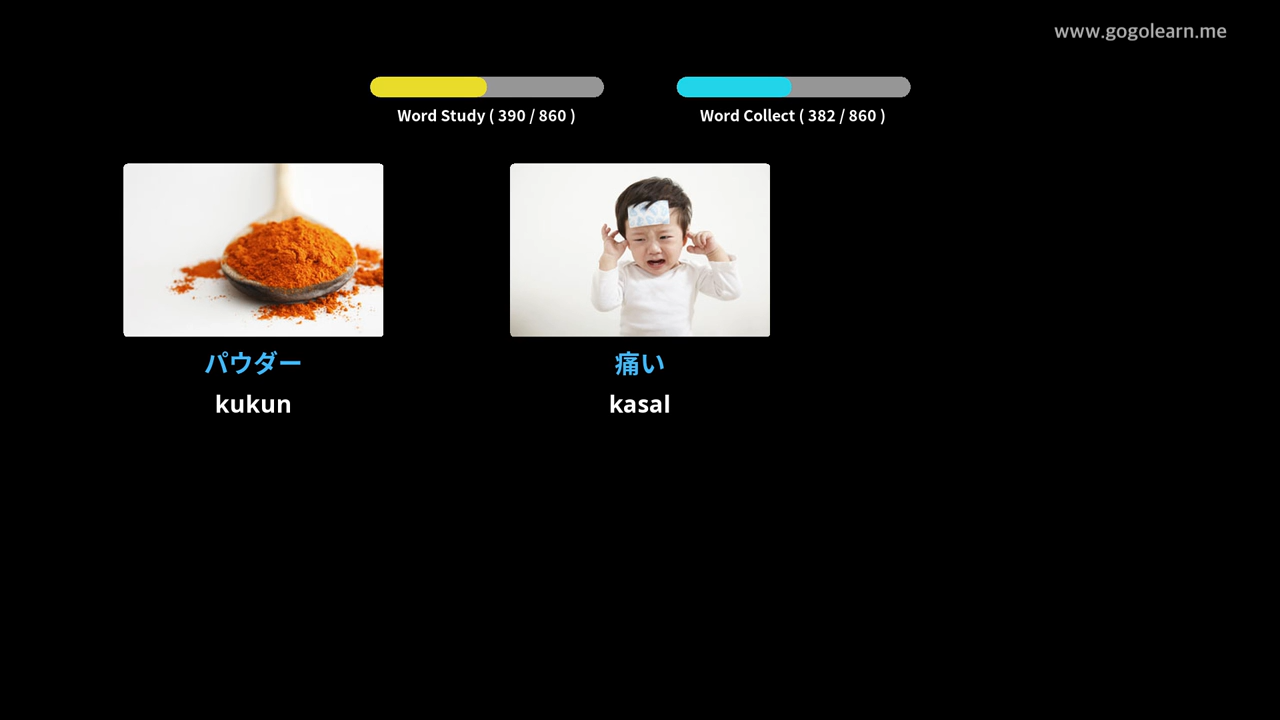 www.gogolearn.me
Word Study ( 390 / 860 )
Word Collect ( 382 / 860 )
パウダー
kukun
痛い
kasal